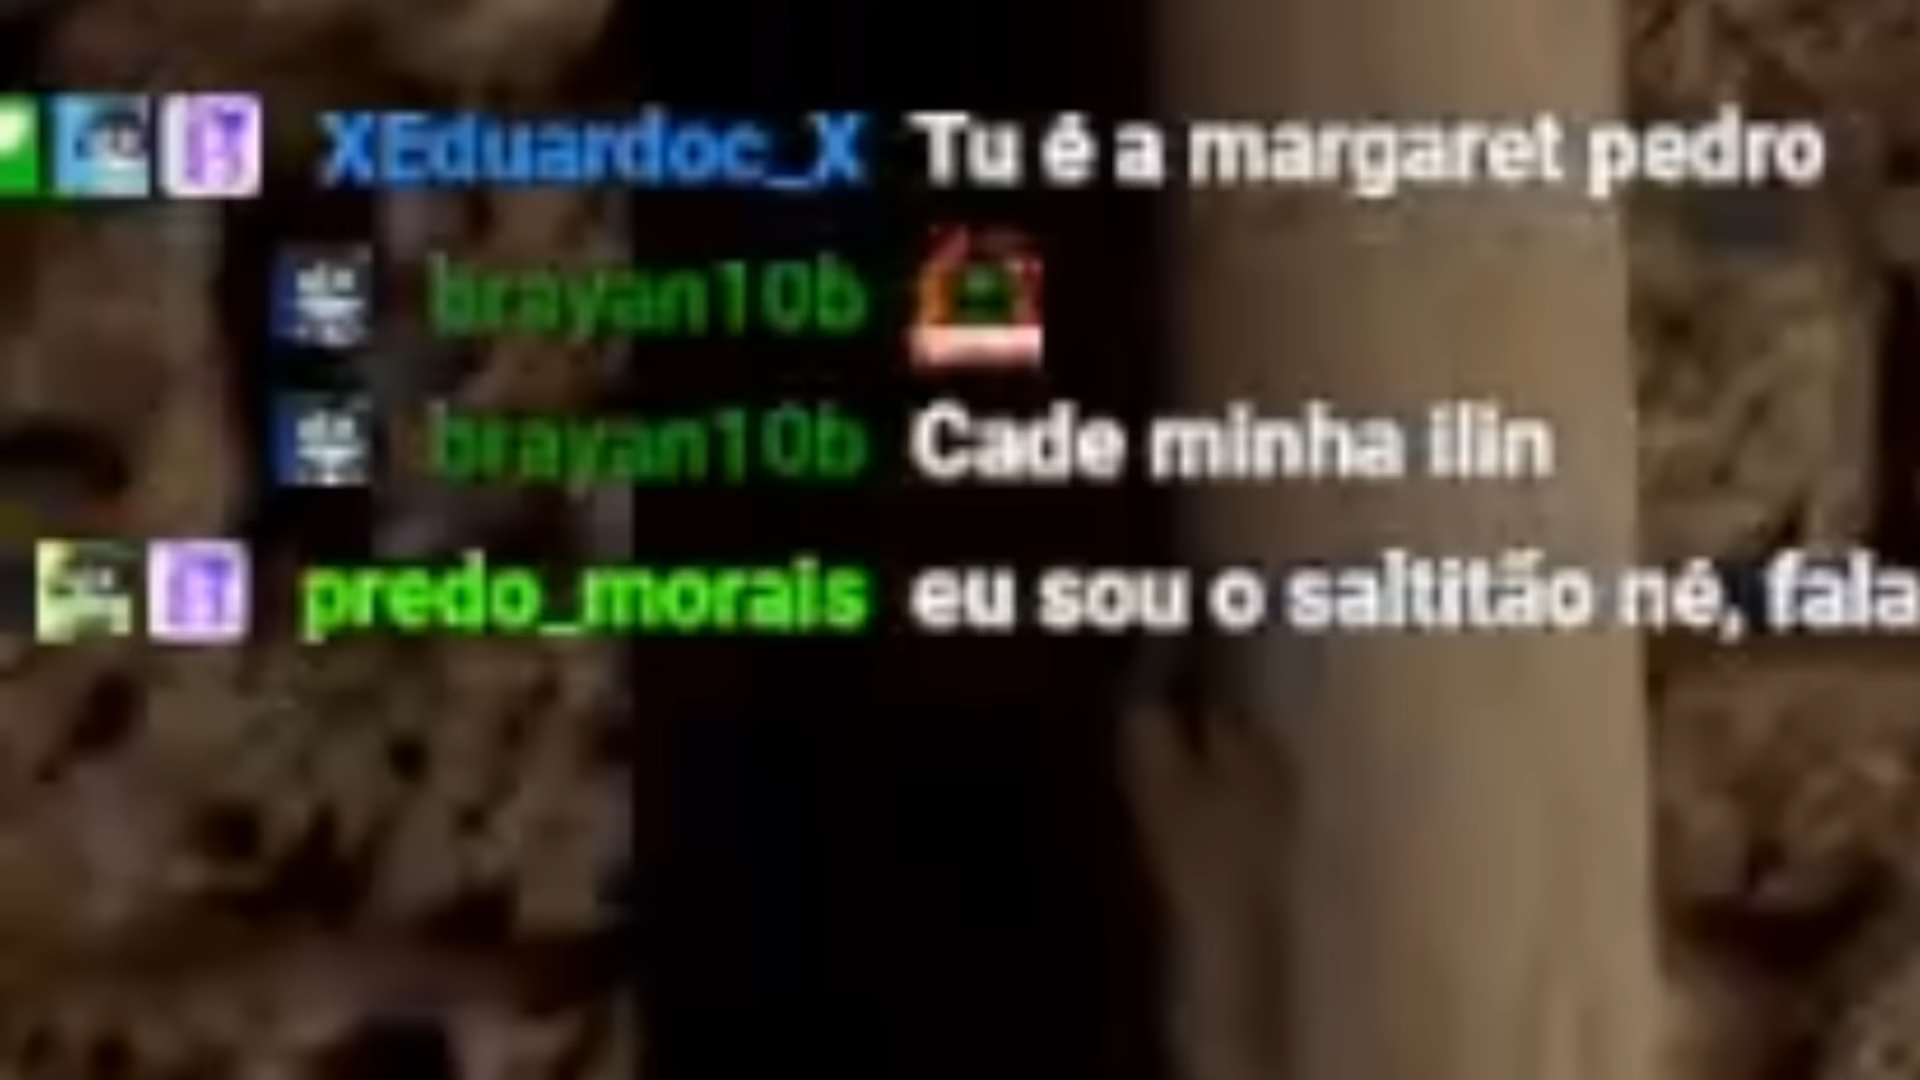 XEduardoc_X Tu é a margaret pedro
brayan10b
brayan10b Cade minha ilin
predo_morais eu sou o saltitão né, fala